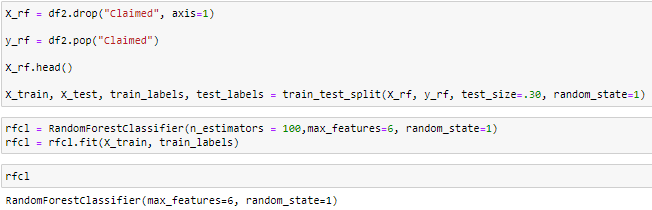 X_rf = df2.drop("Claimed", axis=1)
y_rf = df2.pop("Claimed")
X_rf.head()
X_train, X_test, train_labels, test_labels = train_test_split(X_rf, y_rf, test_size=.30, random_state=1)
rfcl = RandomForestClassifier(n_estimators = 100,max_features=6, random_state=1)
rfcl = rfcl.fit(X_train, train_labels)
rfcl
RandomForestClassifier(max_features=6, random_state=1)